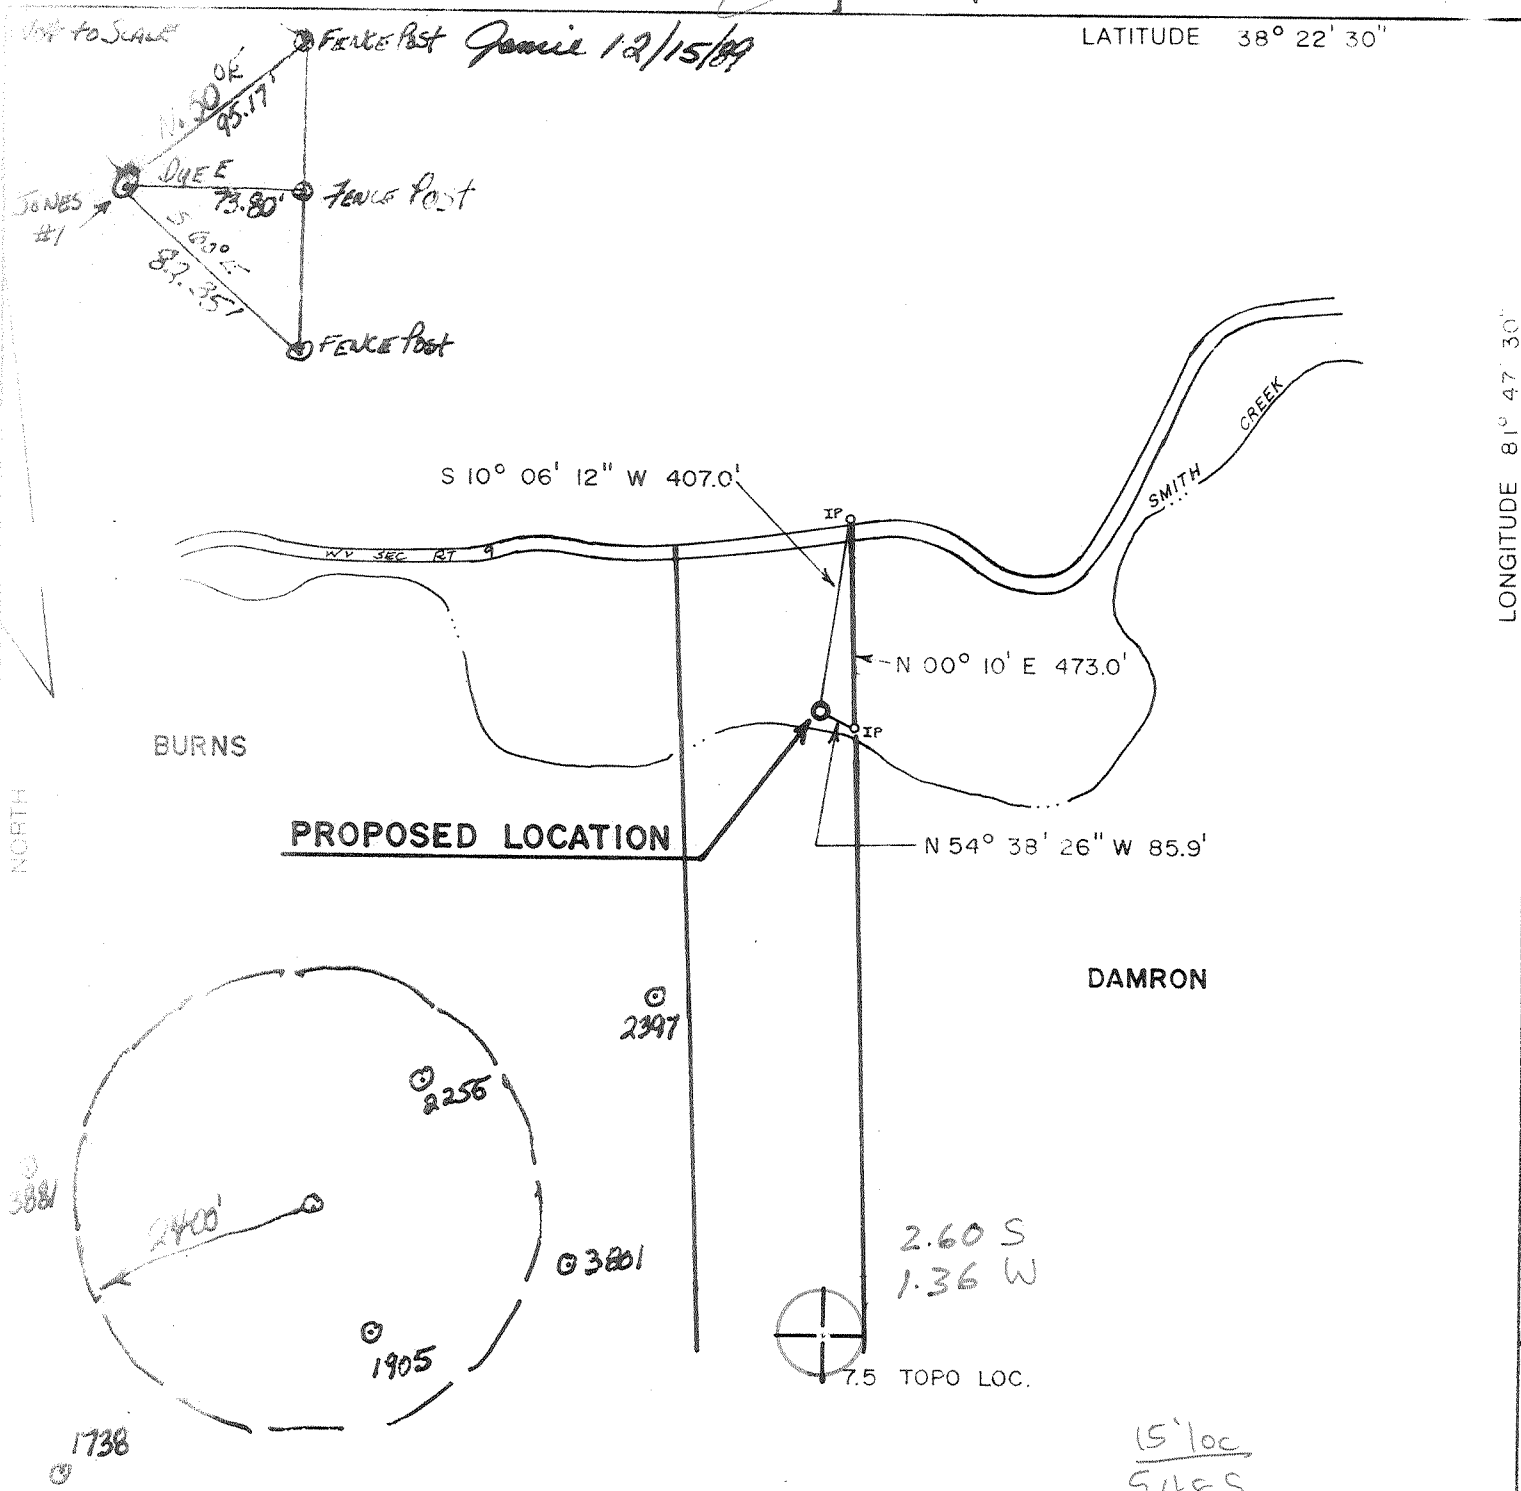 Not to Scale
Fence Post Jamie 12/15/89
LATITUDE 38° 22' 30"
N. 50° E
95.17'
Due E
73.80'
Fence Post
JONES
#1
S 60° E
82.35'
Fence Post
LONGITUDE 81° 47' 30"
CREEK
SMITH
S 10° 06' 12" W 407.0'
IP
WV SEC RT 9
N 00° 10' E 473.0'
IP
BURNS
NORTH
PROPOSED LOCATION
N 54° 38' 26" W 85.9'
DAMRON
2397
2256
3881
2400'
3801
2.60 S
1.36 W
1905
7.5 TOPO LOC.
1738
15' loc